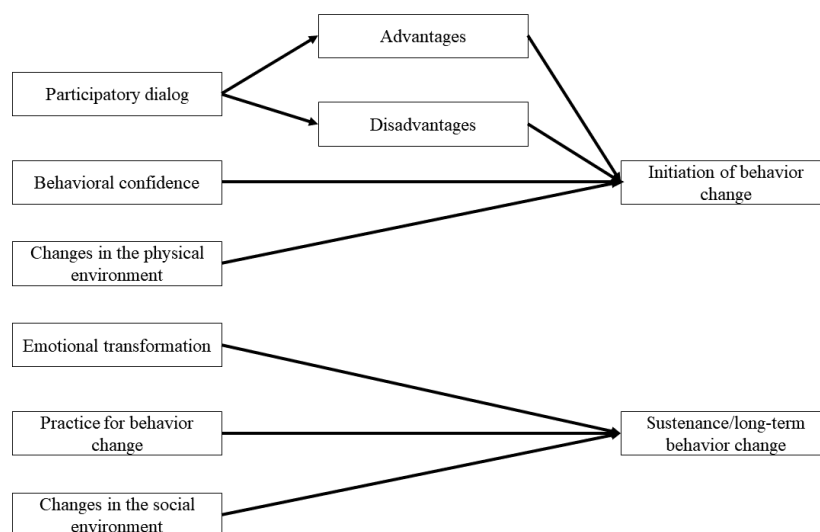 Advantages
Participatory dialog
Disadvantages
Behavioral confidence
Initiation of behavior
change
Changes in the physical
environment
Emotional transformation
Practice for behavior
change
Sustenance/long-term
behavior change
Changes in the social
environment